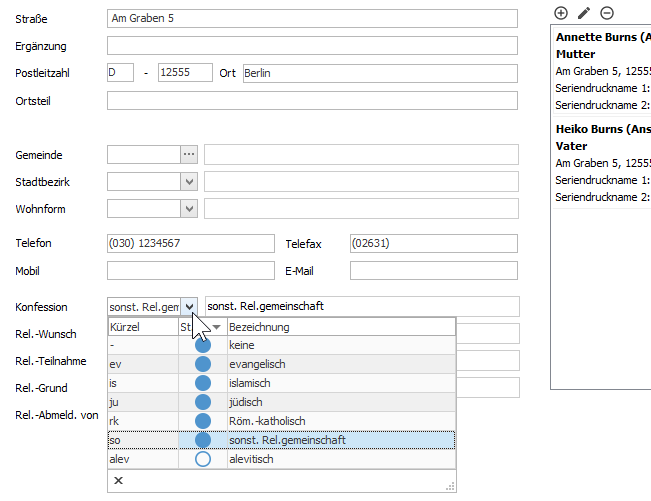 Straße Am Graben 5
Ergänzung
Postleitzahl D - 12555 Ort Berlin
Ortsteil
Gemeinde ...
Stadtbezirk
Wohnform
Telefon (030) 1234567 Telefax (02631)
Mobil E-Mail
Konfession sonst. Rel.gem sonst. Rel.gemeinschaft
Rel.-Wunsch
Rel.-Teilnahme
Rel.-Grund
Rel.-Abmeld. von
Kürzel St Bezeichnung
- keine
ev evangelisch
is islamisch
ju jüdisch
rk Röm.-katholisch
so sonst. Rel.gemeinschaft
alev alevitisch
Annette Burns (A
Mutter
Am Graben 5, 12555
Seriendruckname 1:
Seriendruckname 2:
Heiko Burns (Ans
Vater
Am Graben 5, 12555
Seriendruckname 1:
Seriendruckname 2: